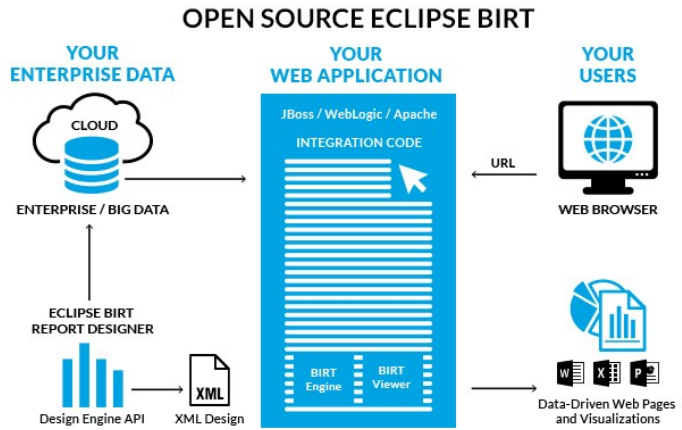 OPEN SOURCE ECLIPSE BIRT
YOUR
ENTERPRISE DATA
CLOUD
ENTERPRISE / BIG DATA
ECLIPSE BIRT
REPORT DESIGNER
Design Engine API
XML
XML Design
YOUR
WEB APPLICATION
JBoss / WebLogic / Apache
INTEGRATION CODE
BIRT
Engine
BIRT
Viewer
YOUR
USERS
URL
WEB BROWSER
W
X
P
Data-Driven Web Pages
and Visualizations